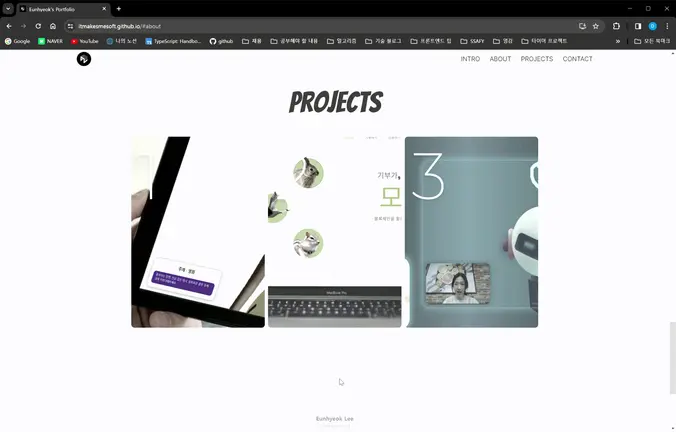 Eunhyeok's Portfolio
itmakesmesoft.github.io/#about
Google NAVER YouTube 나의 노션 TypeScript: Handbo... github 채용 공부해야 할 내용 알고리즘 기술 블로그 프론트엔드 팁 SSAFY 영감 타이마 프로젝트 » 모든 북마크
INTRO ABOUT PROJECTS CONTACT
PROJECTS
기부가,
모
3
MacBook Pro
Eunhyeok Lee